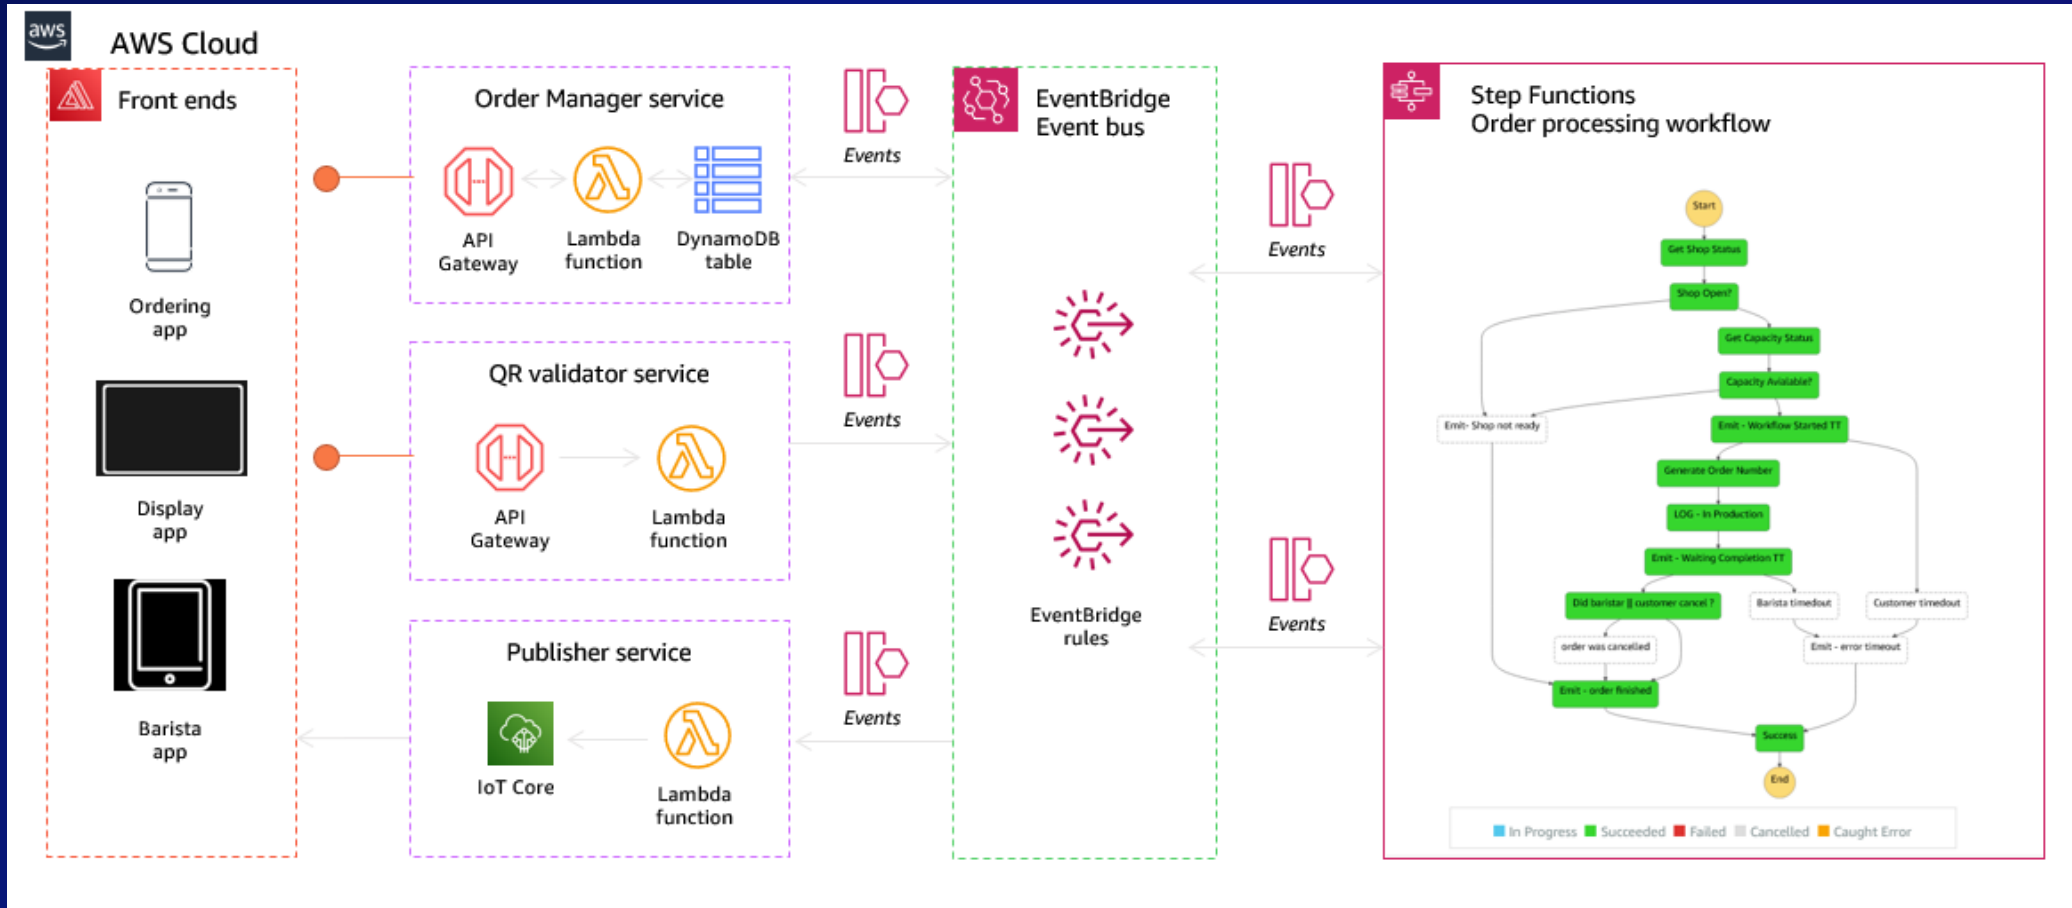 aws
AWS Cloud
Front ends
Ordering
app
Display
app
Barista
app
Order Manager service
API
Gateway
Lambda
function
DynamoDB
table
QR validator service
API
Gateway
Lambda
function
Publisher service
IoT Core
Lambda
function
Events
Events
Events
EventBridge
Event bus
EventBridge
rules
Events
Events
Step Functions
Order processing workflow
Start
Get Shop Status
Shop Open?
Get Capacity Status
Capacity Avialable?
Emit- Shop not ready
Emit - Workflow Started TT
Generate Order Number
LOG - In Production
Emit - Waiting Completion TT
Did baristar || customer cancel ?
Barista timedout
Customer timedout
order was cancelled
Emit - error timeout
Emit - order finished
Success
End
In Progress
Succeeded
Failed
Cancelled
Caught Error